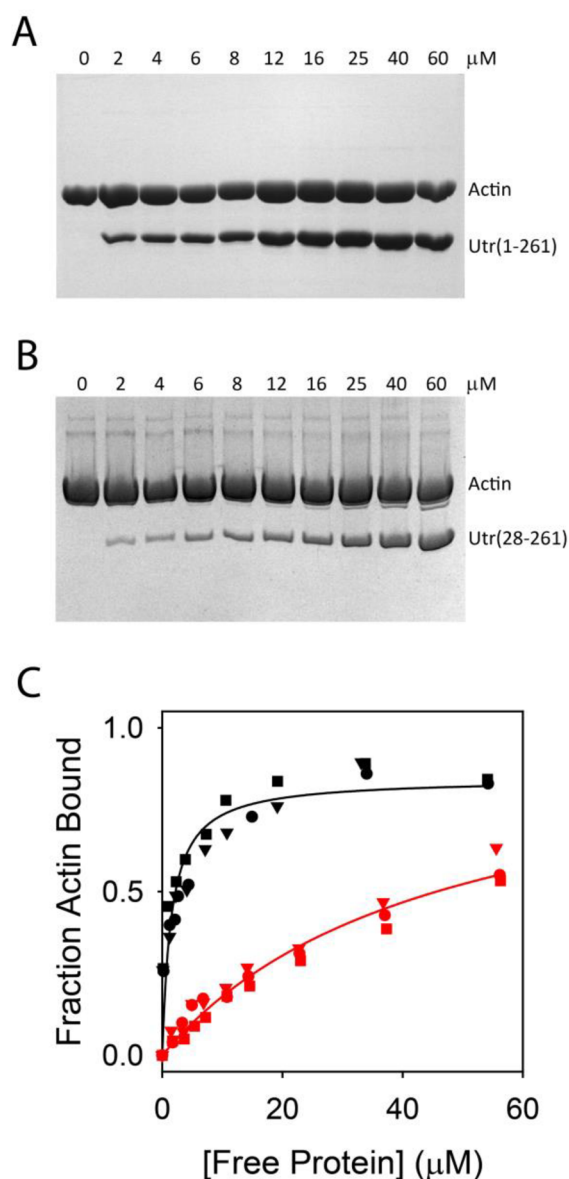 A
0 2 4 6 8 12 16 25 40 60 μM
Actin
Utr(1-261)
B
0 2 4 6 8 12 16 25 40 60 μM
Actin
Utr(28-261)
C
1.0
0.5
0.0
Fraction Actin Bound
0 20 40 60
[Free Protein] (μM)